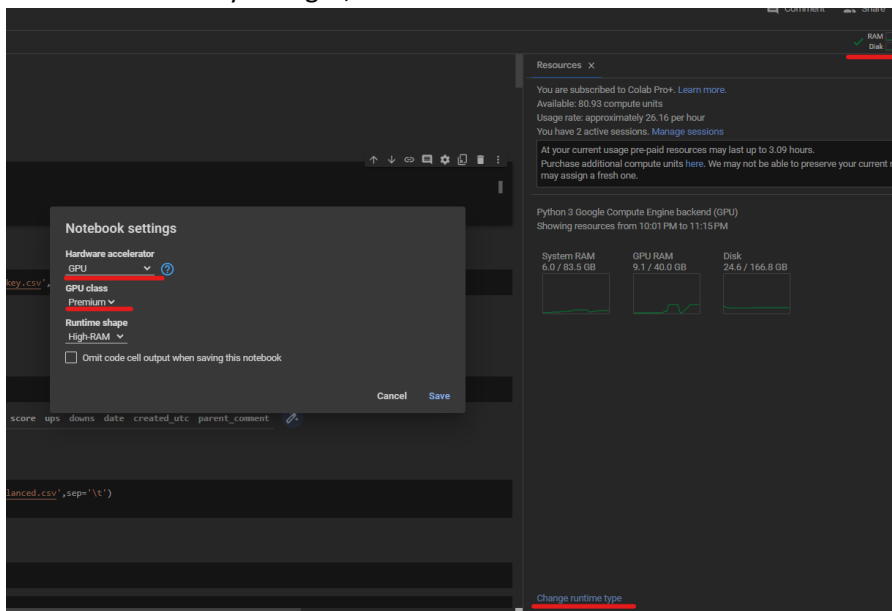 Comment Share
RAM
Disk
Resources X
You are subscribed to Colab Pro+. Learn more.
Available: 80.93 compute units
Usage rate: approximately 26.16 per hour
You have 2 active sessions. Manage sessions
At your current usage pre-paid resources may last up to 3.09 hours.
Purchase additional compute units here. We may not be able to preserve your current
may assign a fresh one.
Python 3 Google Compute Engine backend (GPU)
Showing resources from 10:01 PM to 11:15 PM
System RAM GPU RAM Disk
6.0 / 83.5 GB 9.1 / 40.0 GB 24.6 / 166.8 GB
Notebook settings
Hardware accelerator
GPU
GPU class
Premium
Runtime shape
High-RAM
Omit code cell output when saving this notebook
Cancel Save
key.csv',
score ups downs date created_utc parent_comment
lanced.csv',sep='\t')
Change runtime type